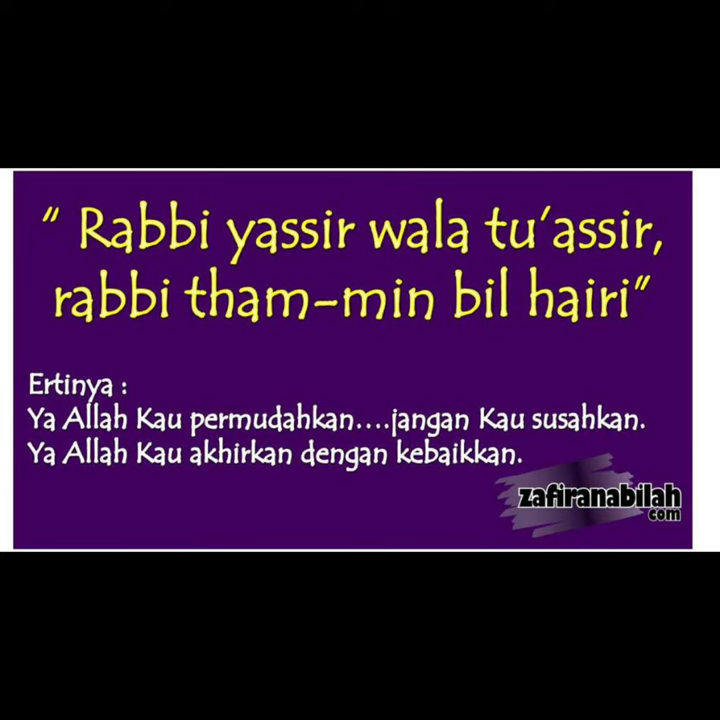 “ Rabbi yassir wala tu’assir,
rabbi tham-min bil hairi”
Ertinya :
Ya Allah Kau permudahkan....jangan Kau susahkan.
Ya Allah Kau akhirkan dengan kebaikkan.
zafiranabilah
com